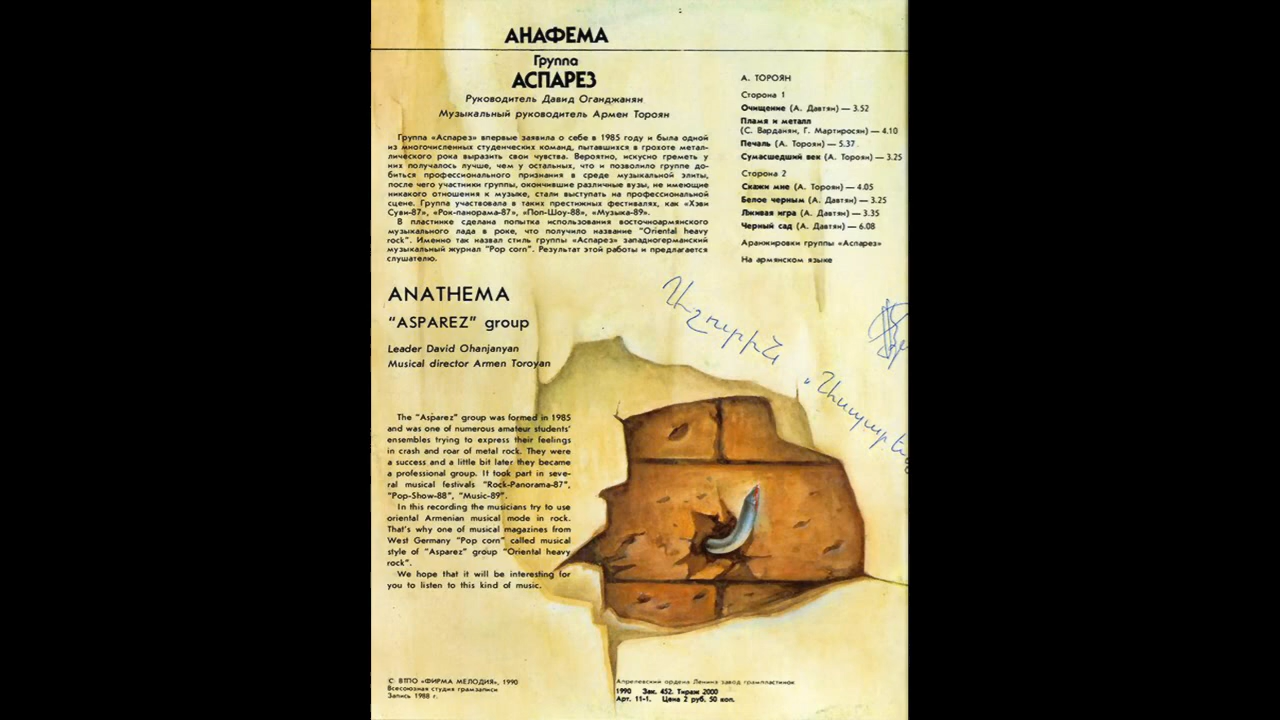 АНАФЕМА
Группа
АСПАРЕЗ
Руководитель Давид Оганджанян
Музыкальный руководитель Армен Тороян
Группа «Аспарез» впервые заявила о себе в 1985 году и была одной
из многочисленных студенческих команд, пытавшихся в грохоте метал-
лического рока выразить свои чувства. Вероятно, искусно греметь у
них получалось лучше, чем у остальных, что и позволило группе до-
биться профессионального признания в среде музыкальной элиты,
после чего участники группы, окончившие различные вузы, не имеющие
никакого отношения к музыке, стали выступать на профессиональной
сцене. Группа участвовала в таких престижных фестивалях, как «Хэви
Суви-87», «Рок-панорама-87», «Поп-Шоу-88», «Музыка-89».
В пластинке сделана попытка использования восточноармянского
музыкального лада в роке, что получило название "Oriental heavy
rock". Именно так назвал стиль группы «Аспарез» западногерманский
музыкальный журнал "Pop corn". Результат этой работы и предлагается
слушателю.
А. ТОРОЯН
Сторона 1
Очищение (А. Давтян) — 3.52
Пламя и металл
(С. Варданян, Г. Мартиросян) — 4.10
Печаль (А. Тороян) — 5.37
Сумасшедший век (А. Тороян) — 3.25
Сторона 2
Скажи мне (А. Тороян) — 4.05
Белое черным (А. Давтян) — 3.25
Лживая игра (А. Давтян) — 3.35
Черный сад (А. Давтян) — 6.08
Аранжировки группы «Аспарез»
На армянском языке
ANATHEMA
"ASPAREZ" group
Leader David Ohanjanyan
Musical director Armen Toroyan
The "Asparez" group was formed in 1985
and was one of numerous amateur students'
ensembles trying to express their feelings
in crash and roar of metal rock. They were
a success and a little bit later they became
a professional group. It took part in seve-
ral musical festivals "Rock-Panorama-87",
"Pop-Show-88", "Music-89".
In this recording the musicians try to use
oriental Armenian musical mode in rock.
That's why one of musical magazines from
West Germany "Pop corn" called musical
style of "Asparez" group "Oriental heavy
rock".
We hope that it will be interesting for
you to listen to this kind of music.
© ВТПО «ФИРМА МЕЛОДИЯ», 1990
Всесоюзная студия грамзаписи
Запись 1988 г.
Апрелевский ордена Ленина завод грампластинок
1990 Зак. 452. Тираж 2000
Арт. 11-1. Цена 2 руб. 50 коп.